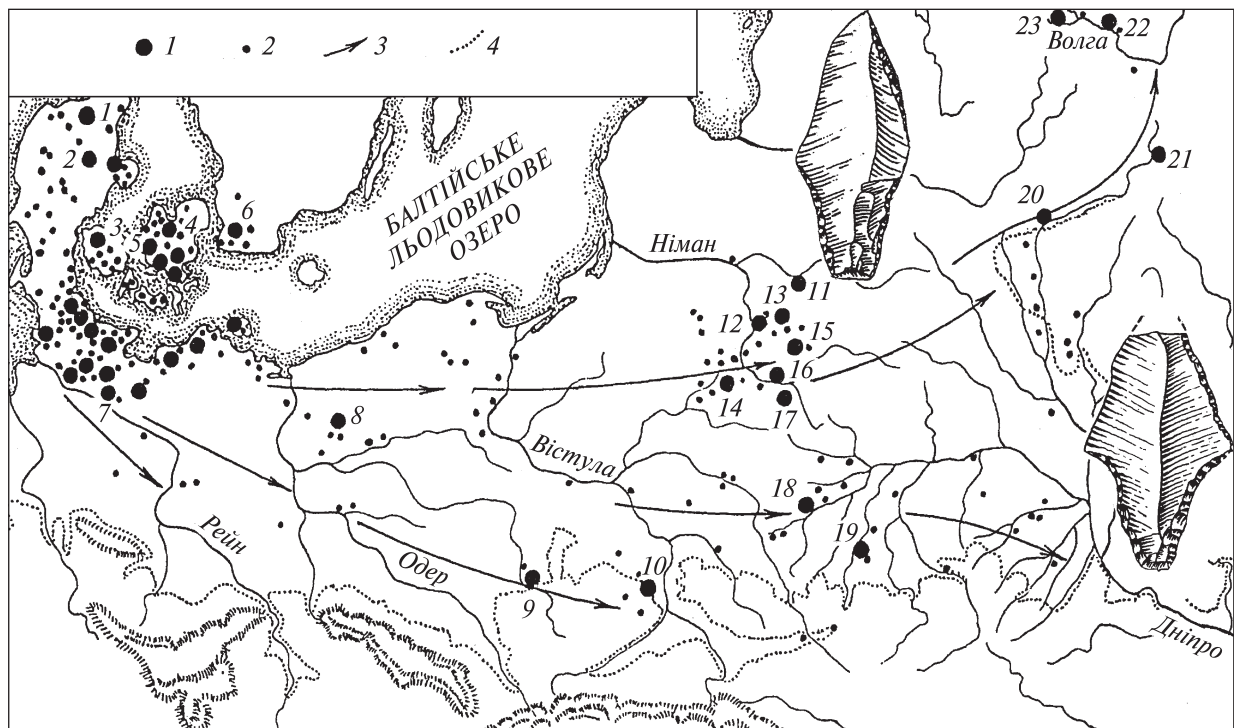 1 2 3 4
1
2
3
5
4
6
БАЛТІЙСЬКЕ
ЛЬОДОВИКОВЕ
ОЗЕРО
23
22
Волга
21
20
Німан
11
13
12
15
16
14
17
7
8
Вістула
18
19
Рейн
Одер
9
10
Дніпро